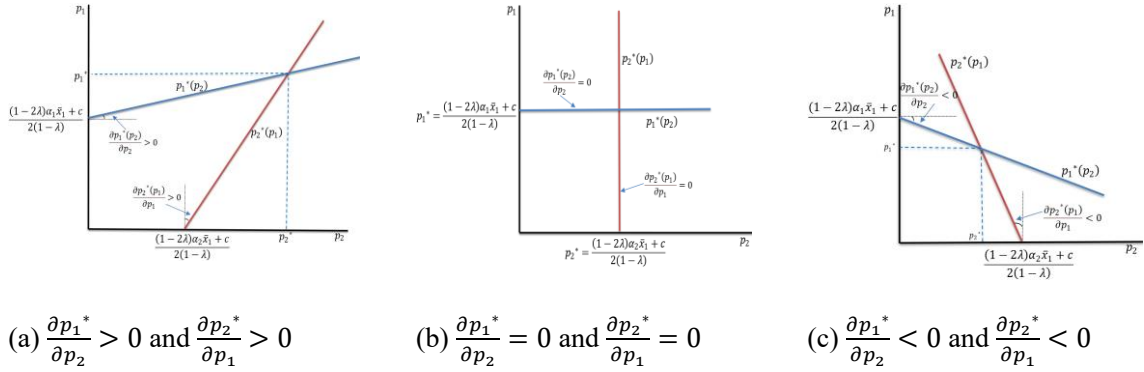 p₁
p₁*
p₁*(p₂)
p₂*(p₁)
(1−2λ)α₁x̄₁ + c
2(1−λ)
∂p₁*(p₂)
∂p₂ > 0
∂p₂*(p₁)
∂p₁ > 0
p₂*
p₂
(1−2λ)α₂x̄₁ + c
2(1−λ)
p₁
p₂*(p₁)
∂p₁*(p₂)
∂p₂ = 0
p₁* = (1−2λ)α₁x̄₁ + c
2(1−λ)
p₁*(p₂)
∂p₂*(p₁)
∂p₁ = 0
p₂
p₂* = (1−2λ)α₂x̄₁ + c
2(1−λ)
p₁
p₂*(p₁)
∂p₁*(p₂)
∂p₂ < 0
(1−2λ)α₁x̄₁ + c
2(1−λ)
p₁*
p₁*(p₂)
∂p₂*(p₁)
∂p₁ < 0
p₂*
p₂
(1−2λ)α₂x̄₁ + c
2(1−λ)
(a) ∂p₁*/∂p₂ > 0 and ∂p₂*/∂p₁ > 0
(b) ∂p₁*/∂p₂ = 0 and ∂p₂*/∂p₁ = 0
(c) ∂p₁*/∂p₂ < 0 and ∂p₂*/∂p₁ < 0